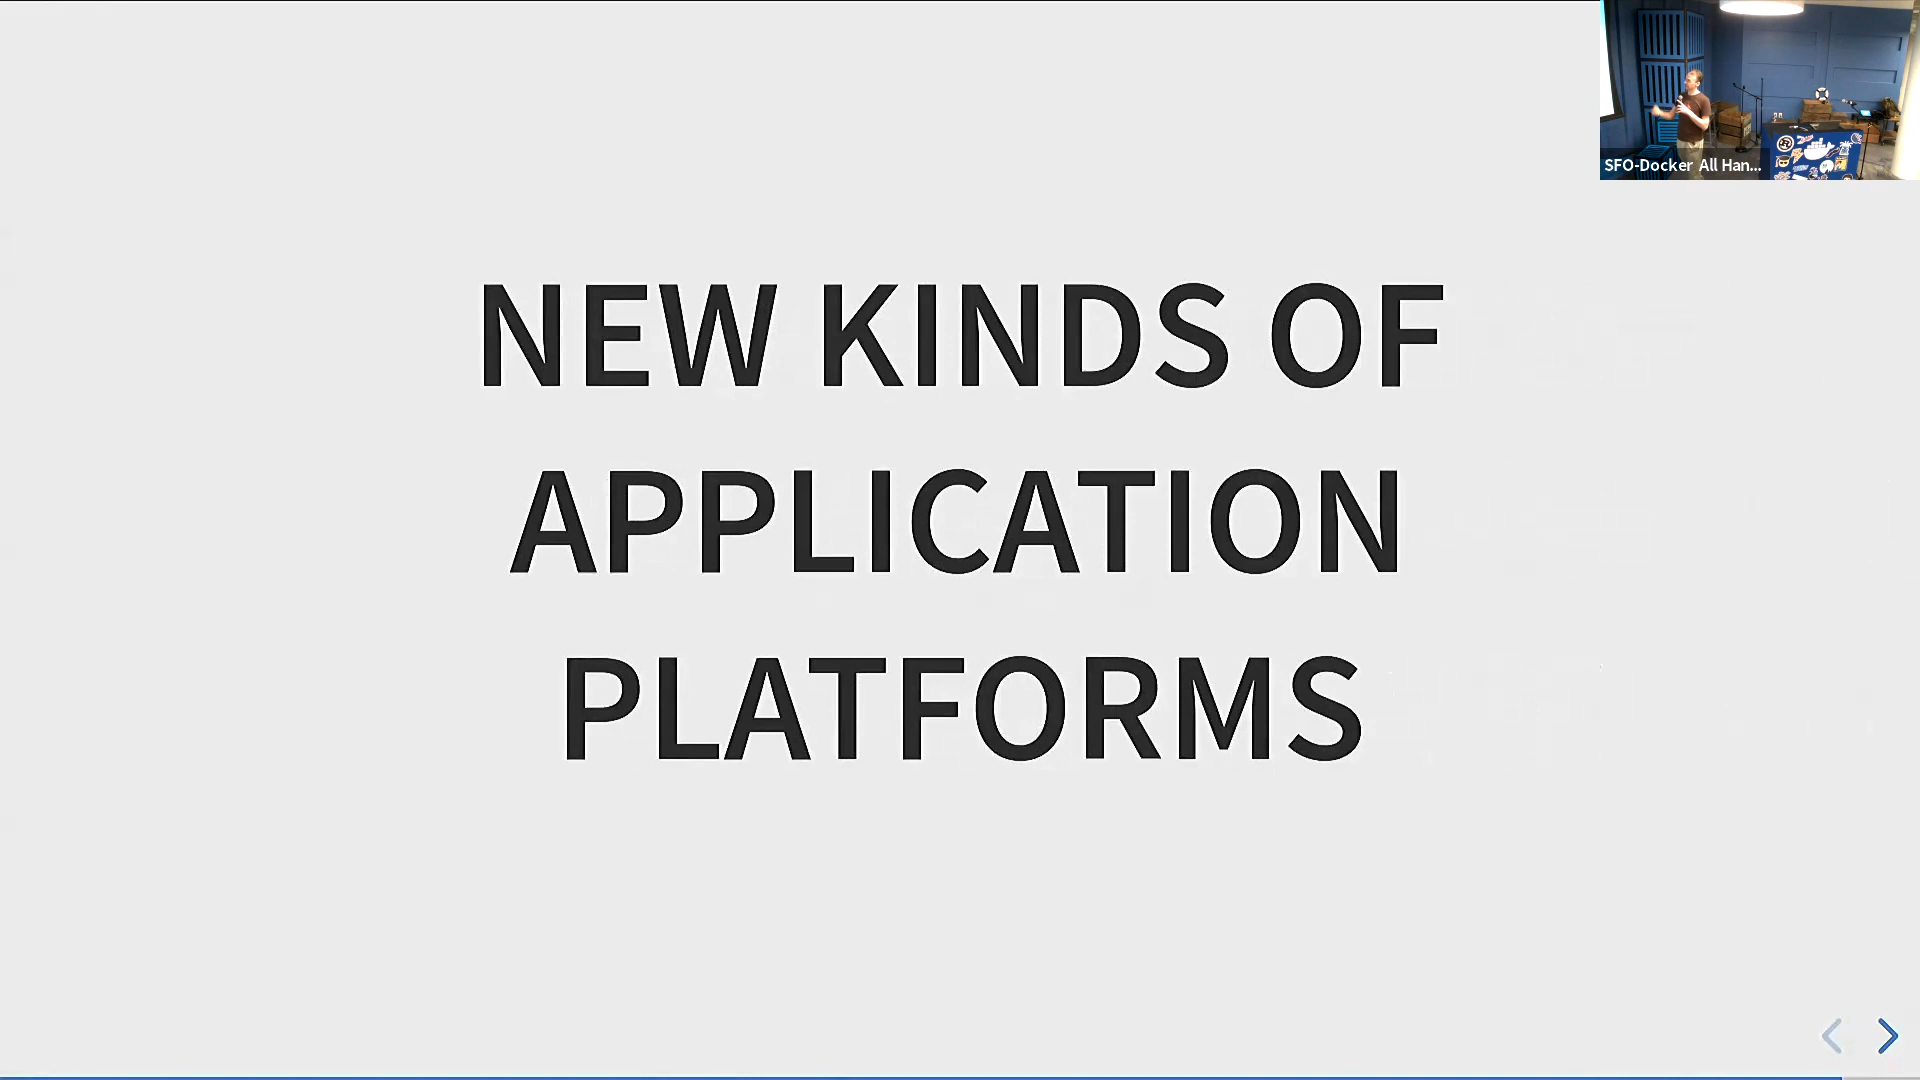 SFO-Docker All Han...
NEW KINDS OF
APPLICATION
PLATFORMS